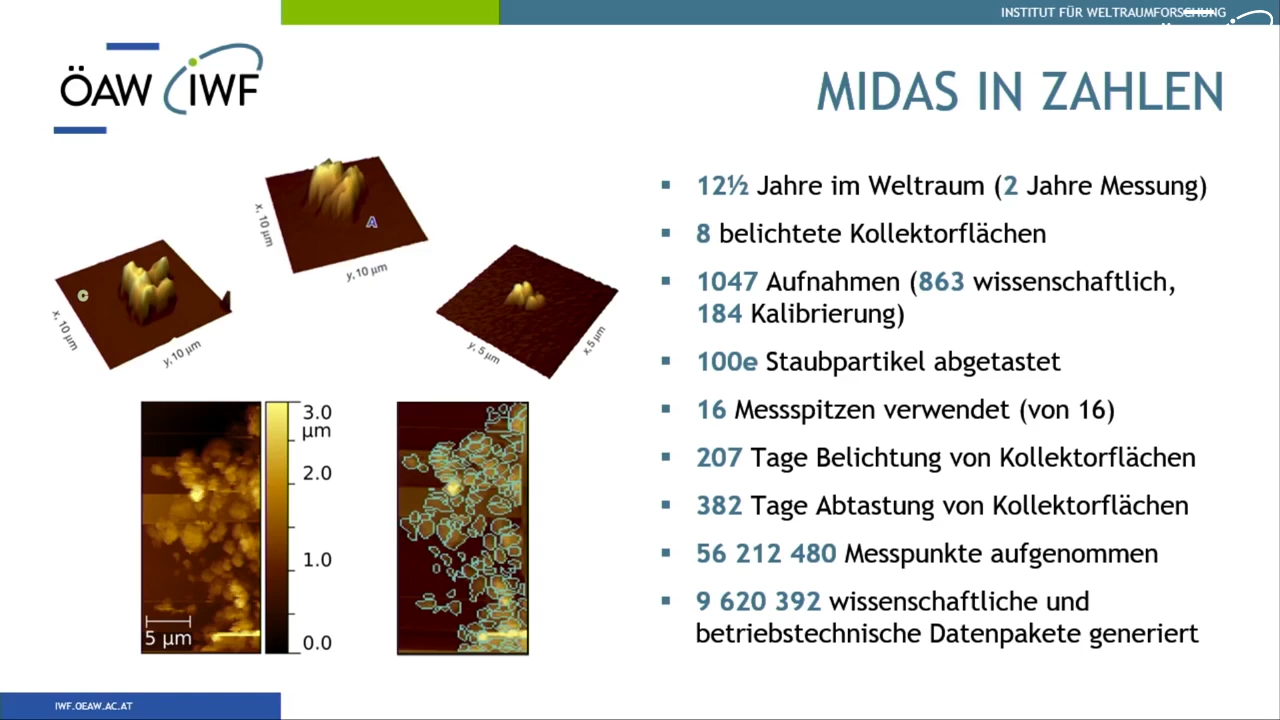 INSTITUT FÜR WELTRAUMFORSCHUNG
ÖAW IWF
MIDAS IN ZAHLEN
A
x, 10 µm
y, 10 µm
C
x, 10 µm
y, 10 µm
y, 5 µm
x, 5 µm
3.0
µm
2.0
1.0
0.0
5 µm
12½ Jahre im Weltraum (2 Jahre Messung)
8 belichtete Kollektorflächen
1047 Aufnahmen (863 wissenschaftlich,
184 Kalibrierung)
100e Staubpartikel abgetastet
16 Messspitzen verwendet (von 16)
207 Tage Belichtung von Kollektorflächen
382 Tage Abtastung von Kollektorflächen
56 212 480 Messpunkte aufgenommen
9 620 392 wissenschaftliche und
betriebstechnische Datenpakete generiert
IWF.OEAW.AC.AT